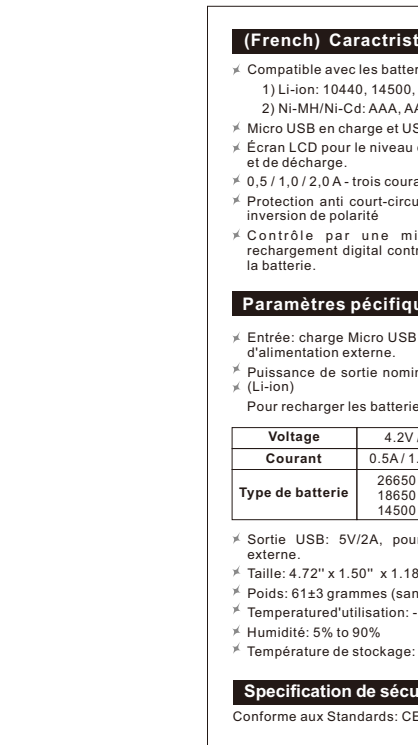 (French) Caractrist
Compatible avec les batter
1) Li-ion: 10440, 14500,
2) Ni-MH/Ni-Cd: AAA, AA
Micro USB en charge et US
Écran LCD pour le niveau
et de décharge.
0,5 / 1,0 / 2,0 A - trois coura
Protection anti court-circu
inversion de polarité
Contrôle par une mi
rechargement digital contr
la batterie.
Paramètres pécifiqu
Entrée: charge Micro USB
d'alimentation externe.
Puissance de sortie nomin
(Li-ion)
Pour recharger les batterie
Voltage 4.2V /
Courant 0.5A / 1.
Type de batterie 26650
18650
14500
Sortie USB: 5V/2A, pour
externe.
Taille: 4.72" x 1.50" x 1.18
Poids: 61±3 grammes (san
Temperatured'utilisation: -
Humidité: 5% to 90%
Température de stockage:
Specification de sécu
Conforme aux Standards: CE